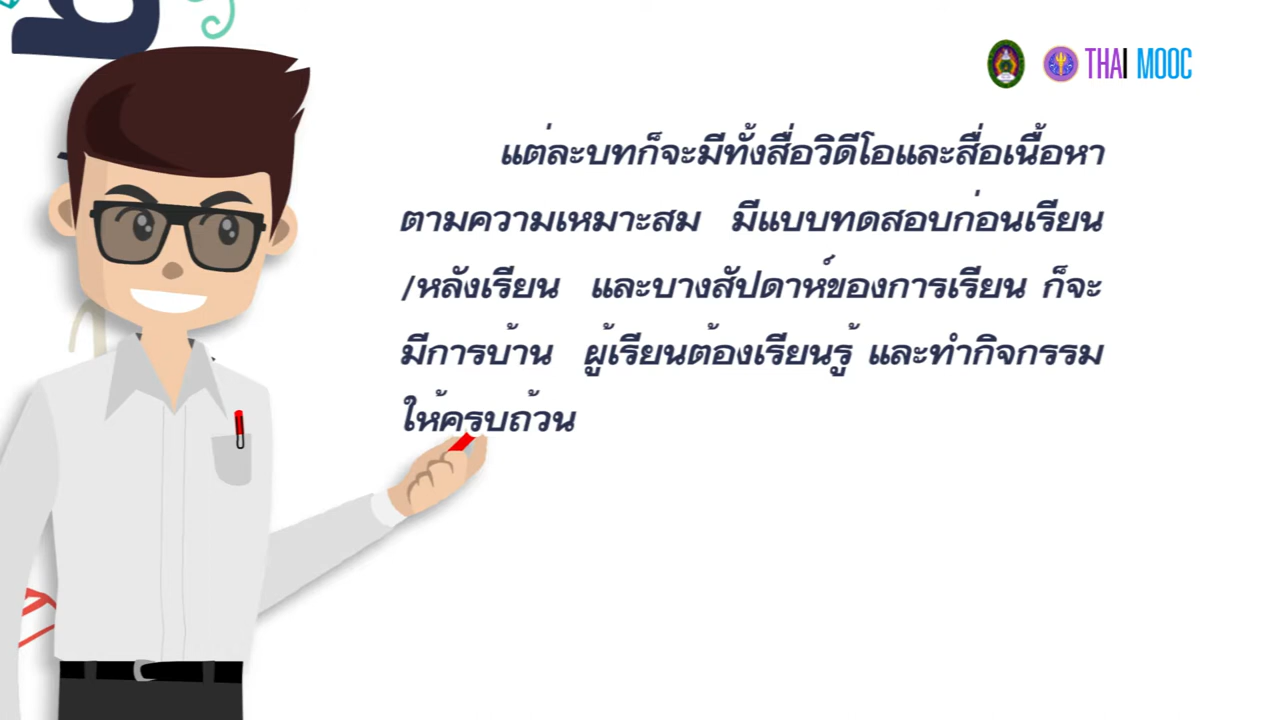 THAI MOOC
แต่ละบทก็จะมีทั้งสื่อวิดีโอและสื่อเนื้อหา
ตามความเหมาะสม มีแบบทดสอบก่อนเรียน
/หลังเรียน และบางสัปดาห์ของการเรียน ก็จะ
มีการบ้าน ผู้เรียนต้องเรียนรู้ และทำกิจกรรม
ให้ครบถ้วน